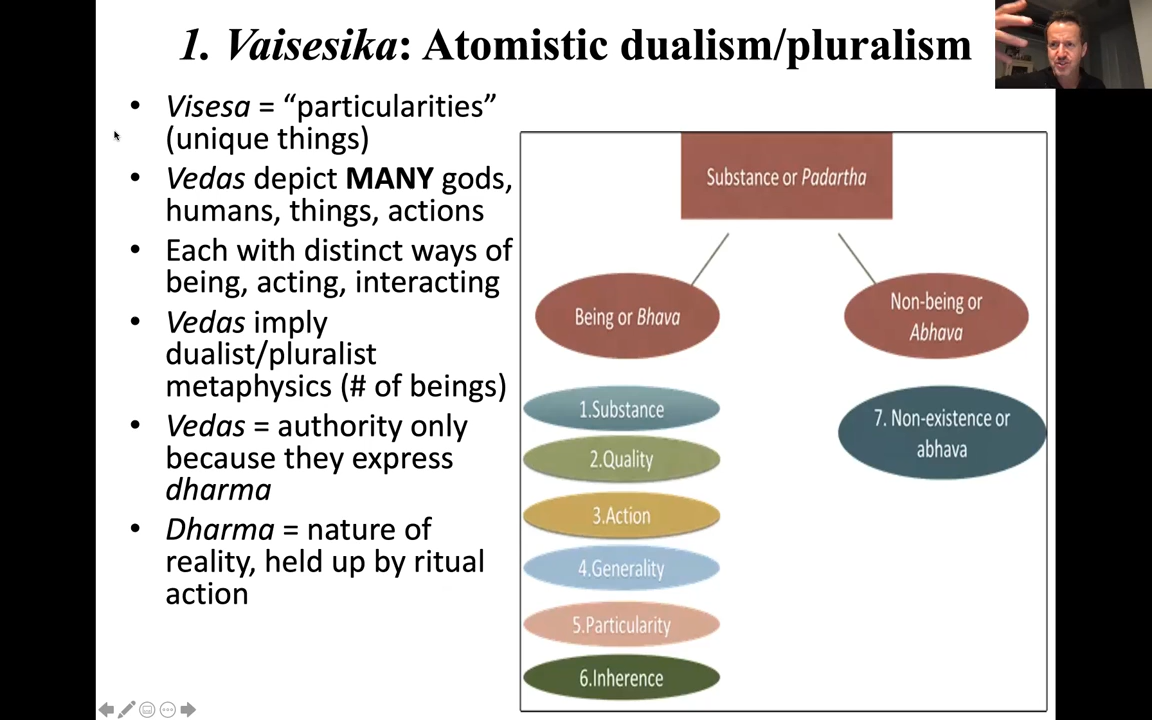 1. Vaisesika: Atomistic dualism/pluralism
• Visesa = “particularities”
(unique things)
• Vedas depict MANY gods,
humans, things, actions
• Each with distinct ways of
being, acting, interacting
• Vedas imply
dualist/pluralist
metaphysics (# of beings)
• Vedas = authority only
because they express
dharma
• Dharma = nature of
reality, held up by ritual
action
Substance or Padartha
Being or Bhava
Non-being or
Abhava
1.Substance
2.Quality
3.Action
4.Generality
5.Particularity
6.Inherence
7. Non-existence or
abhava